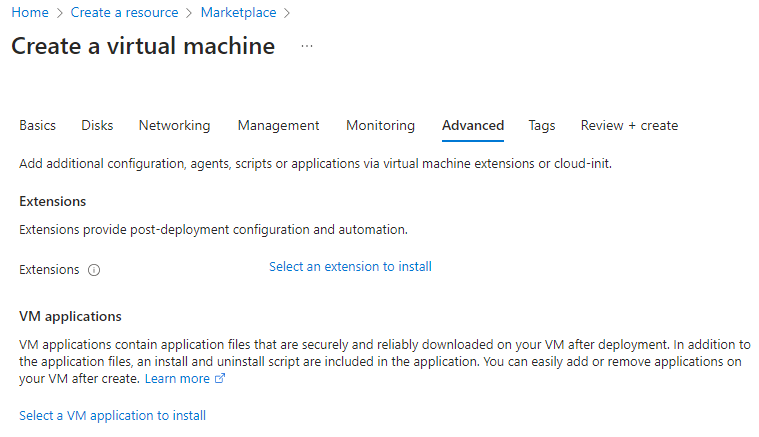 Home > Create a resource > Marketplace >
Create a virtual machine ...
Basics Disks Networking Management Monitoring Advanced Tags Review + create
Add additional configuration, agents, scripts or applications via virtual machine extensions or cloud-init.
Extensions
Extensions provide post-deployment configuration and automation.
Extensions Select an extension to install
VM applications
VM applications contain application files that are securely and reliably downloaded on your VM after deployment. In addition to
the application files, an install and uninstall script are included in the application. You can easily add or remove applications on
your VM after create. Learn more
Select a VM application to install